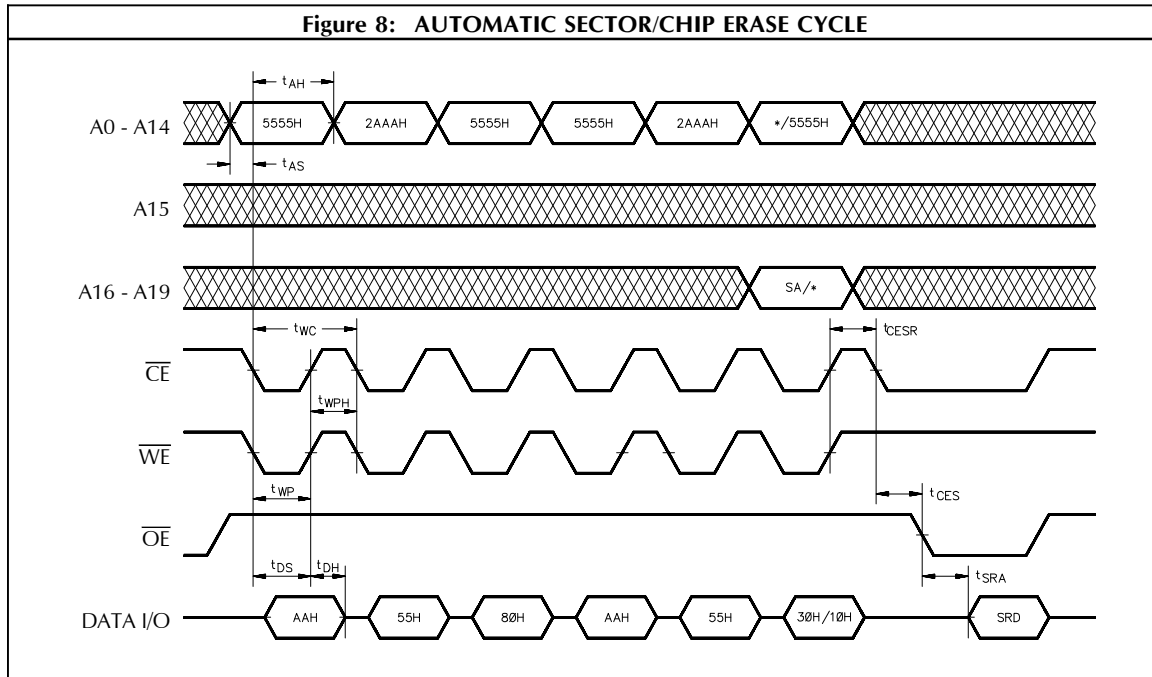 Figure 8: AUTOMATIC SECTOR/CHIP ERASE CYCLE
tAH
A0 - A14 5555H 2AAAH 5555H 5555H 2AAAH */5555H
tAS
A15
A16 - A19 SA/*
tWC tCESR
CE
tWPH
WE
tWP tCES
OE
tDS tDH tSRA
DATA I/O AAH 55H 80H AAH 55H 30H/10H SRD